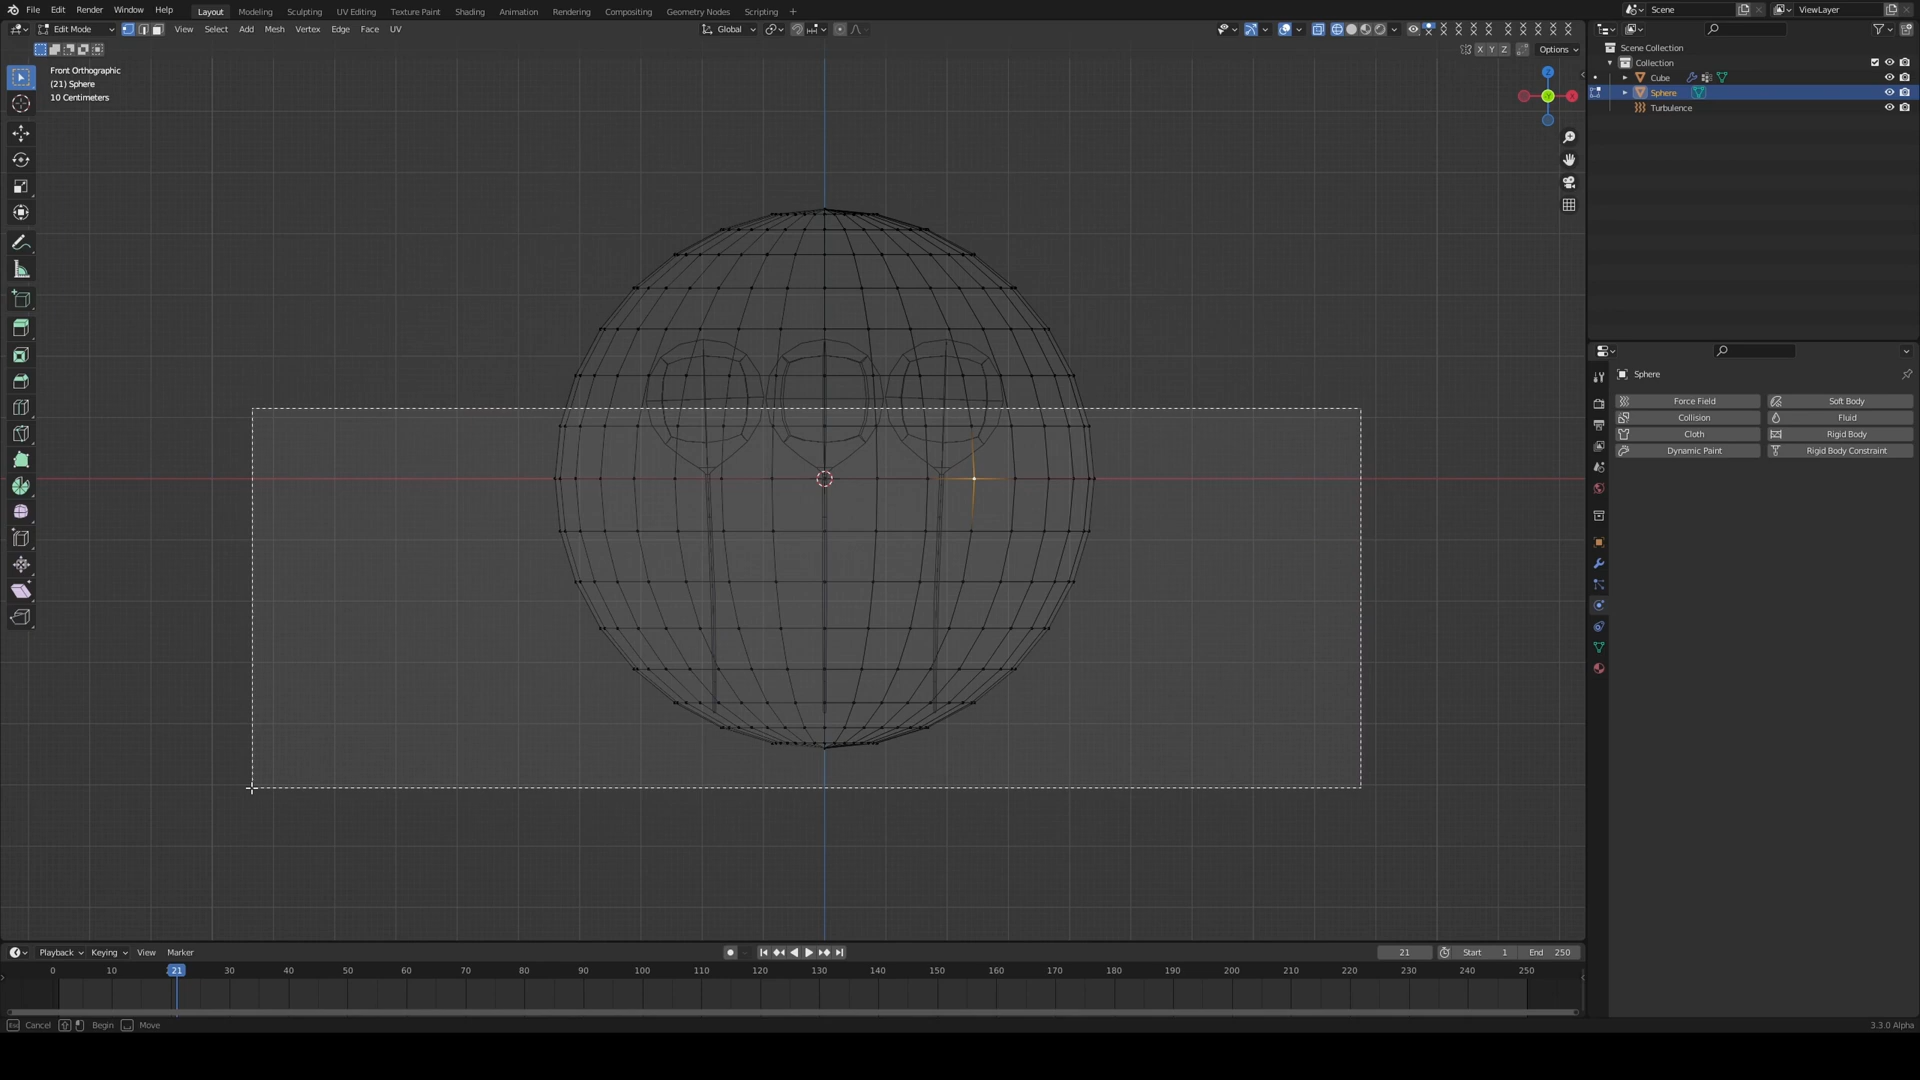 File Edit Render Window Help Layout Modeling Sculpting UV Editing Texture Paint Shading Animation Rendering Compositing Geometry Nodes Scripting + Scene ViewLayer
Edit Mode View Select Add Mesh Vertex Edge Face UV Global
X Y Z Options
Front Orthographic
(21) Sphere
10 Centimeters
Z
X
Y
Scene Collection
Collection
Cube
Sphere
Turbulence
Sphere
Force Field Soft Body
Collision Fluid
Cloth Rigid Body
Dynamic Paint Rigid Body Constraint
Playback Keying View Marker 21 Start 1 End 250
0 10 21 30 40 50 60 70 80 90 100 110 120 130 140 150 160 170 180 190 200 210 220 230 240 250
Esc Cancel Begin Move 3.3.0 Alpha